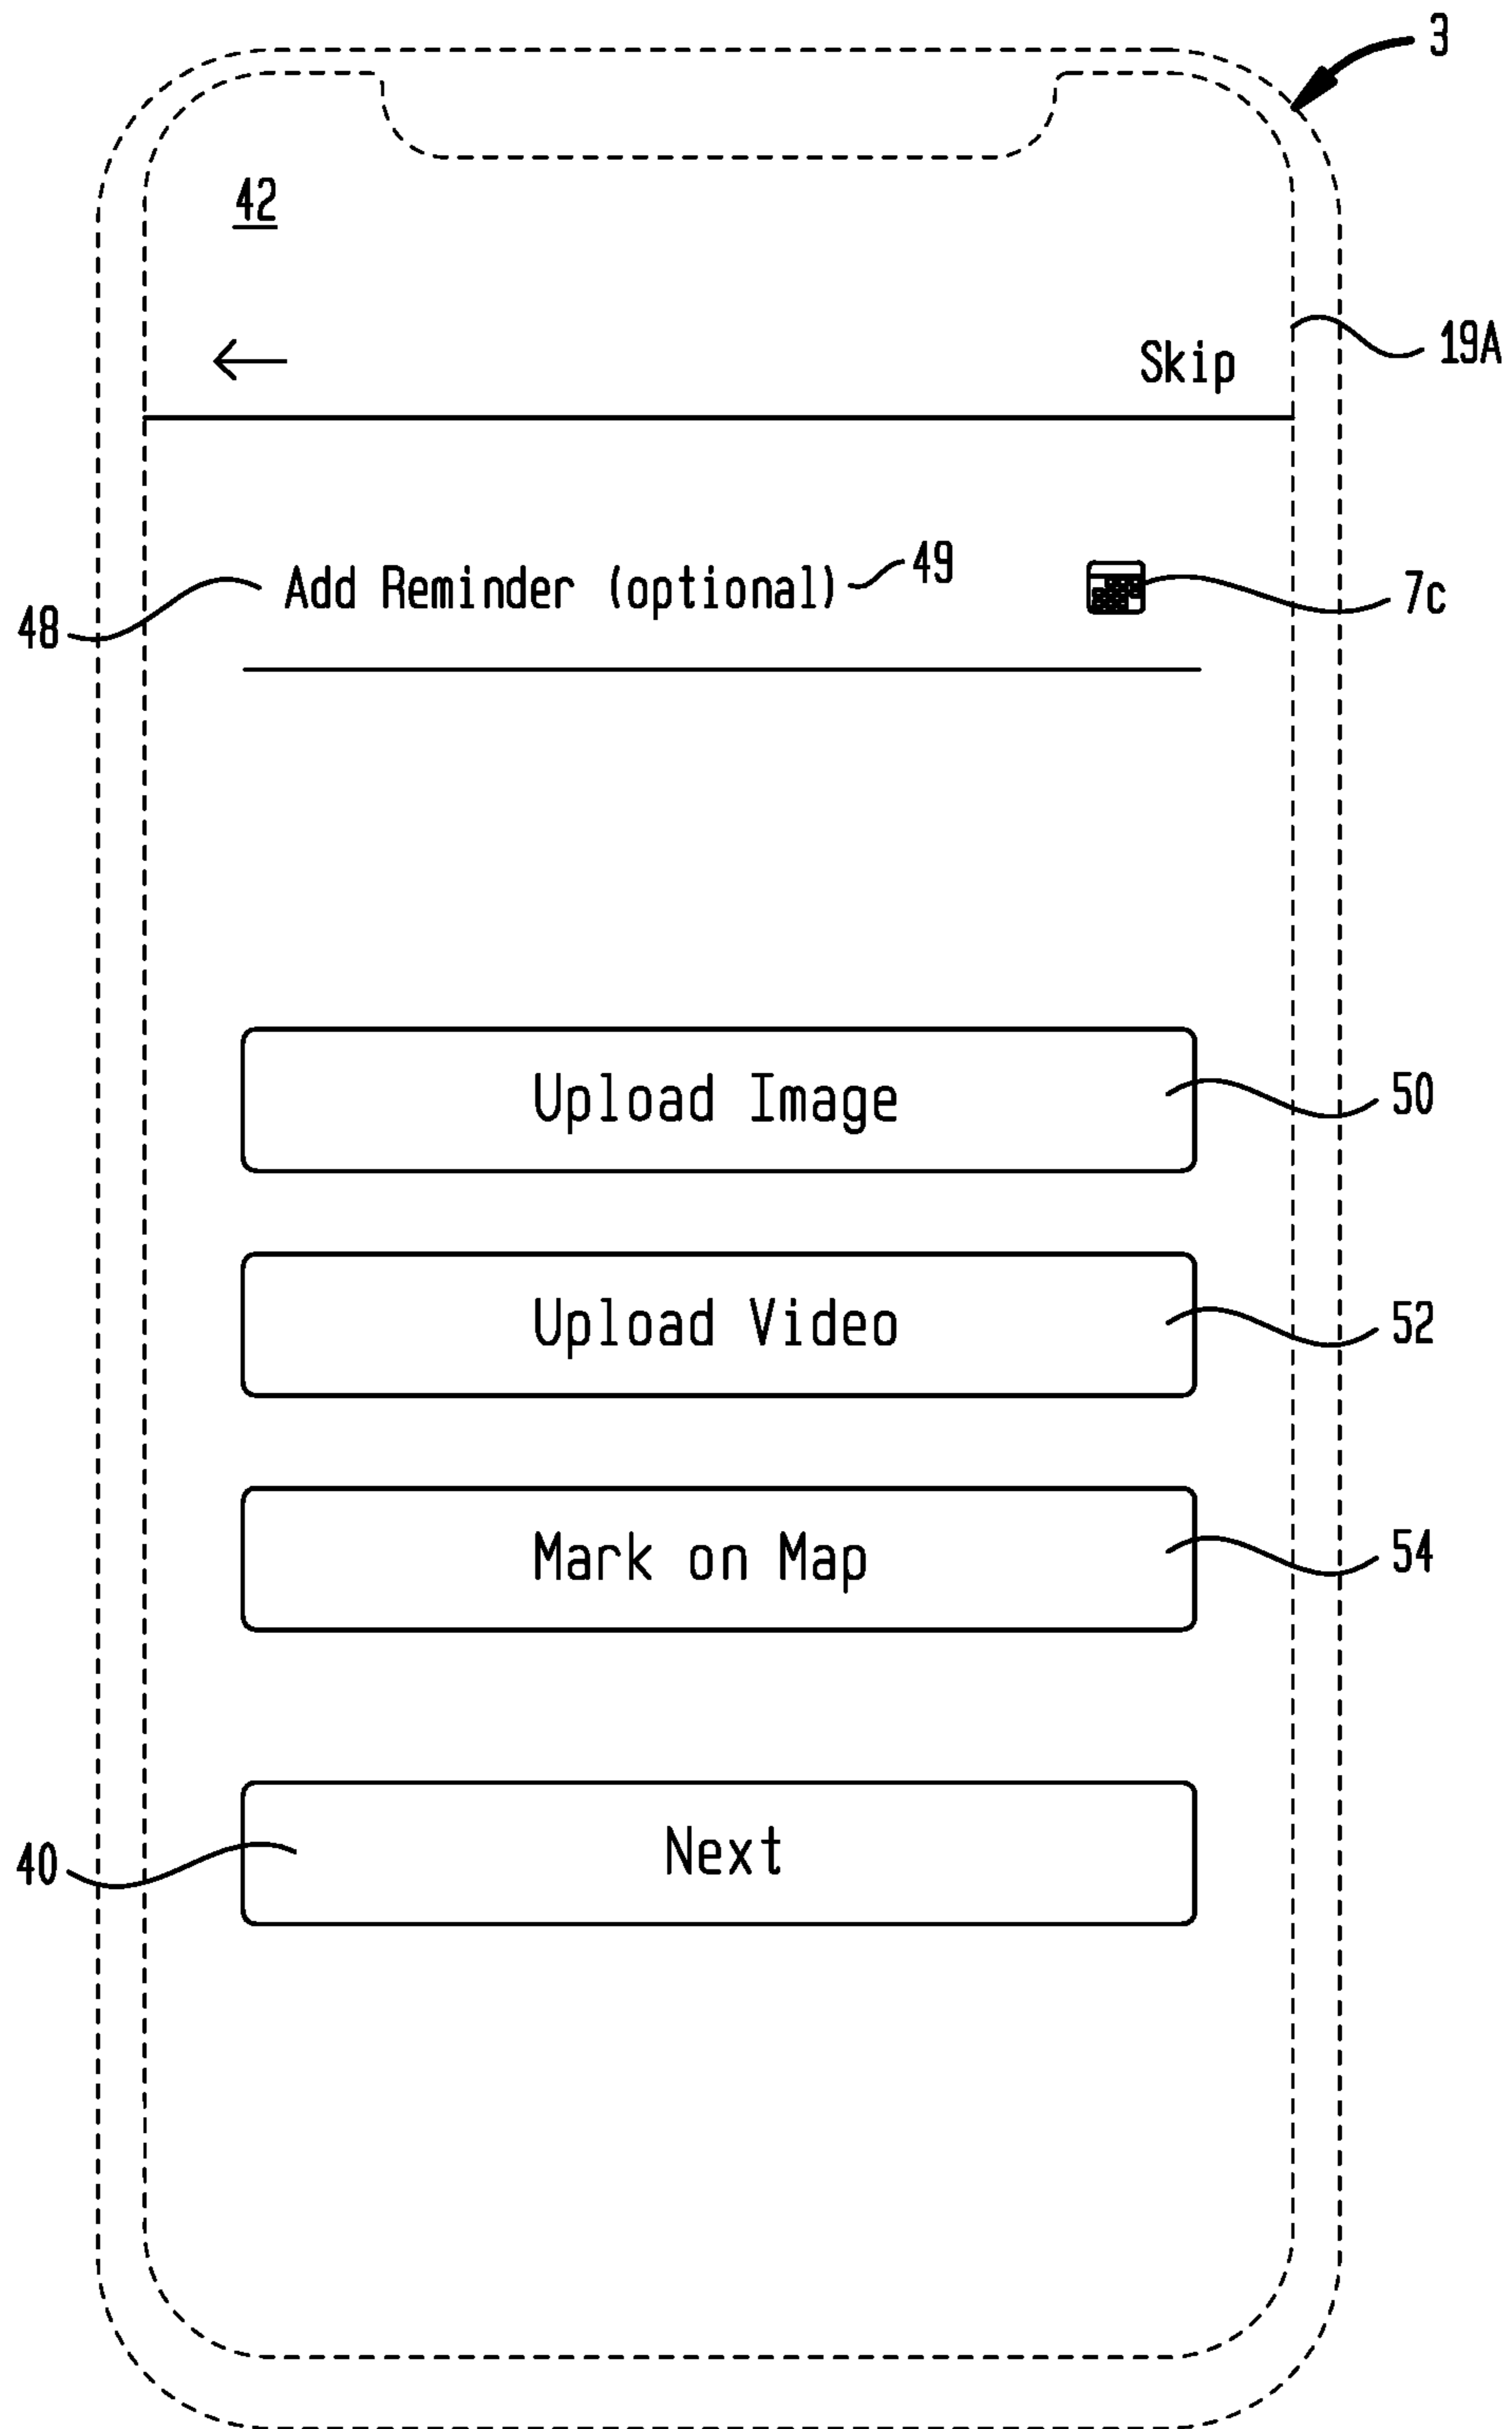 3
42
19A
Skip
Add Reminder (optional) 49
7c
48
Upload Image 50
Upload Video 52
Mark on Map 54
40 Next